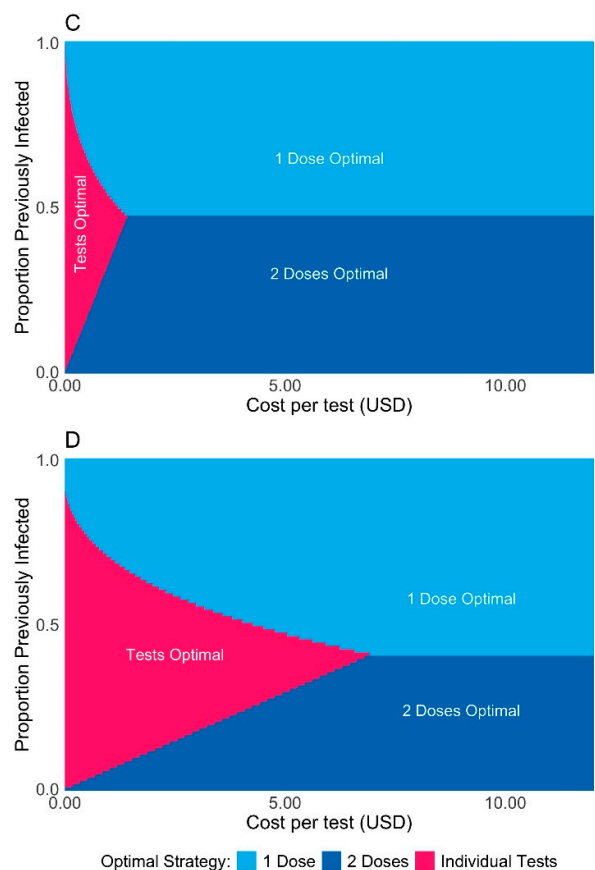 C
1.0
0.5
0.0
Proportion Previously Infected
Tests Optimal
1 Dose Optimal
2 Doses Optimal
0.00 5.00 10.00
Cost per test (USD)
D
1.0
0.5
0.0
Proportion Previously Infected
1 Dose Optimal
Tests Optimal
2 Doses Optimal
0.00 5.00 10.00
Cost per test (USD)
Optimal Strategy: 1 Dose 2 Doses Individual Tests